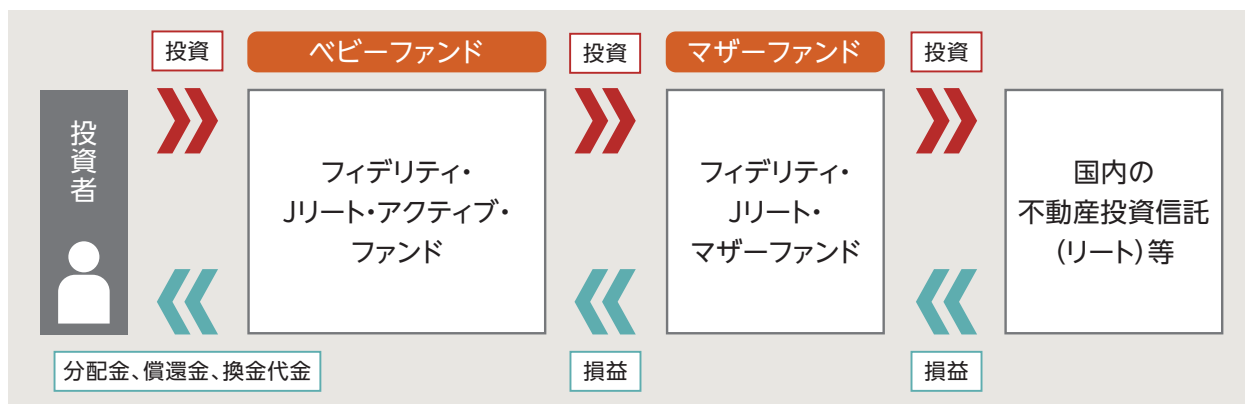 投資
ベビーファンド
投資
マザーファンド
投資
投資者
フィデリティ・
Jリート・アクティブ・
ファンド
フィデリティ・
Jリート・
マザーファンド
国内の
不動産投資信託
(リート)等
分配金、償還金、換金代金
損益
損益